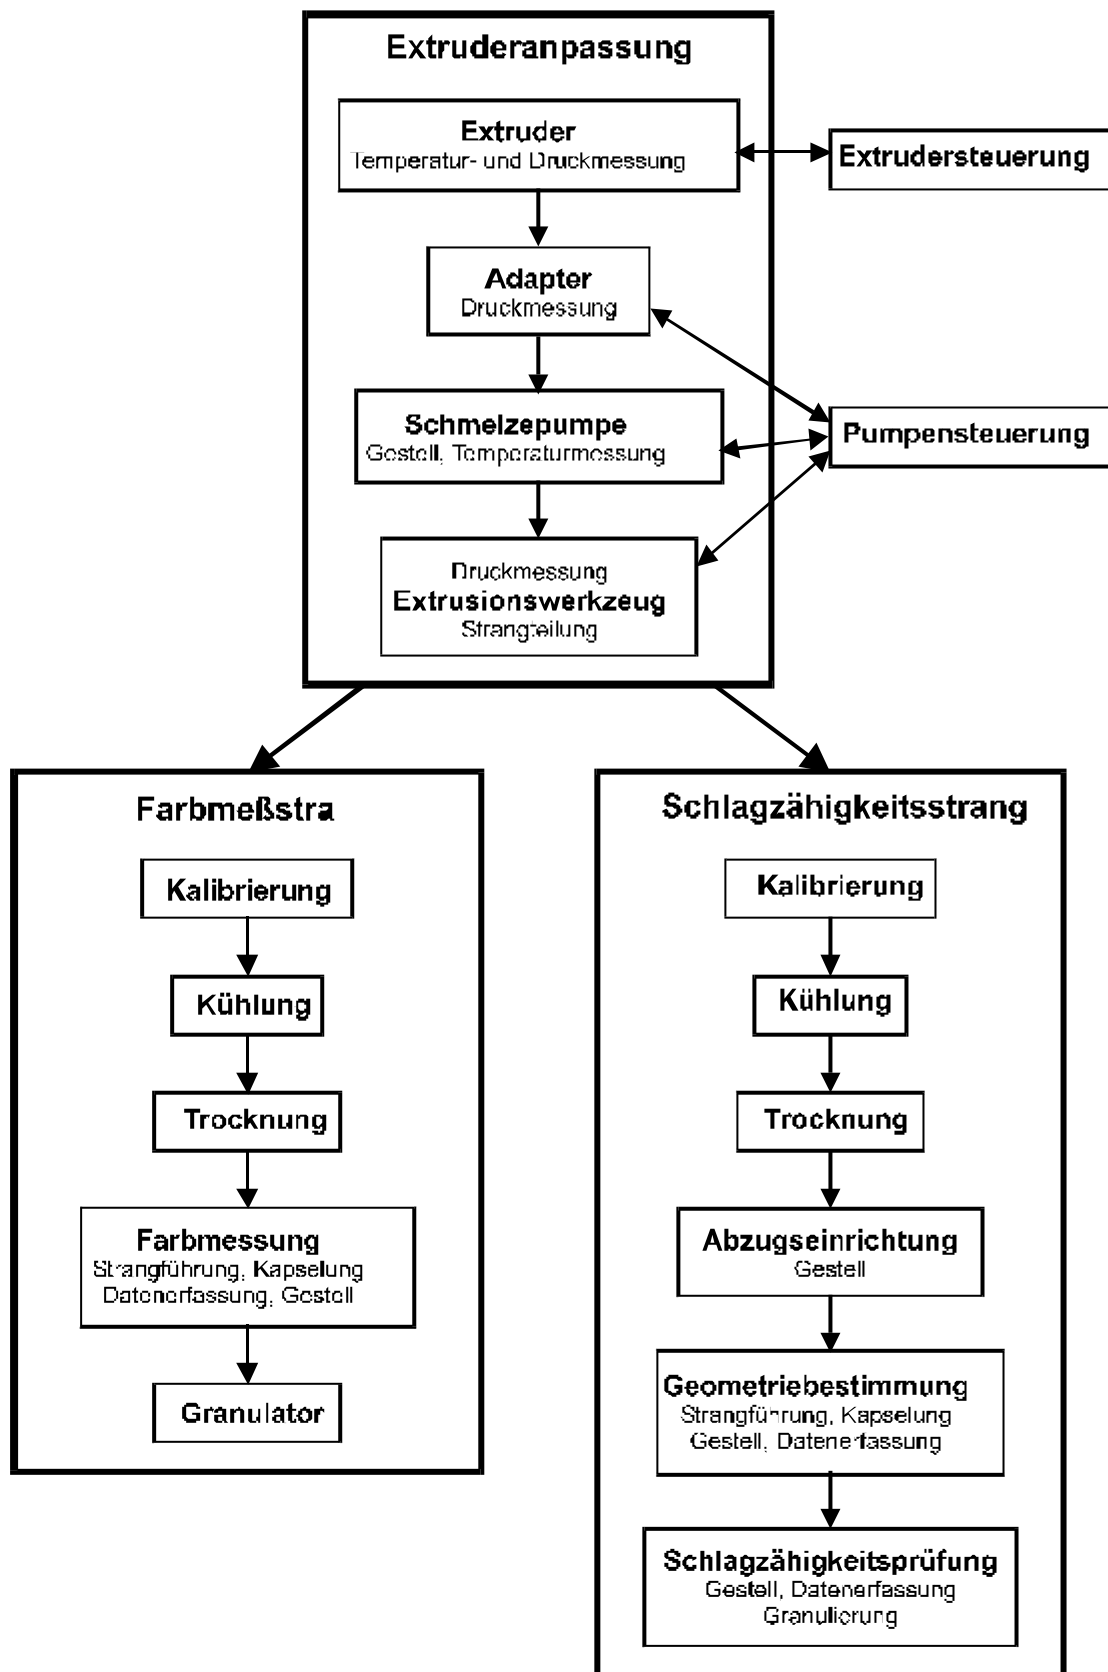 Extruderanpassung
Extruder
Temperatur- und Druckmessung
Extrudersteuerung
Adapter
Druckmessung
Schmelzepumpe
Gestell, Temperaturmessung
Pumpensteuerung
Druckmessung
Extrusionswerkzeug
Strangteilung
Farbmeßstra
Kalibrierung
Kühlung
Trocknung
Farbmessung
Strangführung, Kapselung
Datenerfassung, Gestell
Granulator
Schlagzähigkeitsstrang
Kalibrierung
Kühlung
Trocknung
Abzugseinrichtung
Gestell
Geometriebestimmung
Strangführung, Kapselung
Gestell, Datenerfassung
Schlagzähigkeitsprüfung
Gestell, Datenerfassung
Granulierung